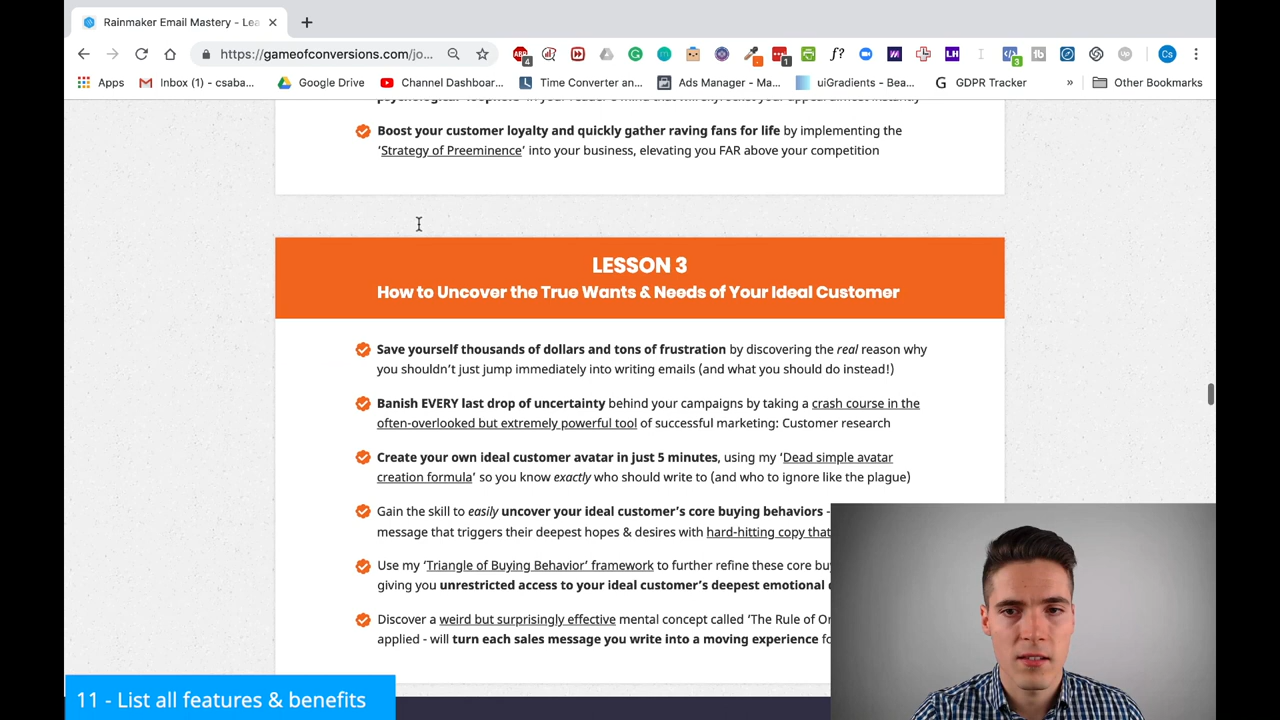 Rainmaker Email Mastery - Lea
https://gameofconversions.com/jo...
Apps
Inbox (1) - csaba...
Google Drive
Channel Dashboar...
Time Converter an...
Ads Manager - Ma...
uiGradients - Bea...
GDPR Tracker
»
Other Bookmarks
Boost your customer loyalty and quickly gather raving fans for life by implementing the
'Strategy of Preeminence' into your business, elevating you FAR above your competition
LESSON 3
How to Uncover the True Wants & Needs of Your Ideal Customer
Save yourself thousands of dollars and tons of frustration by discovering the real reason why
you shouldn't just jump immediately into writing emails (and what you should do instead!)
Banish EVERY last drop of uncertainty behind your campaigns by taking a crash course in the
often-overlooked but extremely powerful tool of successful marketing: Customer research
Create your own ideal customer avatar in just 5 minutes, using my 'Dead simple avatar
creation formula' so you know exactly who should write to (and who to ignore like the plague)
Gain the skill to easily uncover your ideal customer's core buying behaviors -
message that triggers their deepest hopes & desires with hard-hitting copy that
Use my 'Triangle of Buying Behavior' framework to further refine these core bu
giving you unrestricted access to your ideal customer's deepest emotional
Discover a weird but surprisingly effective mental concept called 'The Rule of Or
applied - will turn each sales message you write into a moving experience fo
11 - List all features & benefits